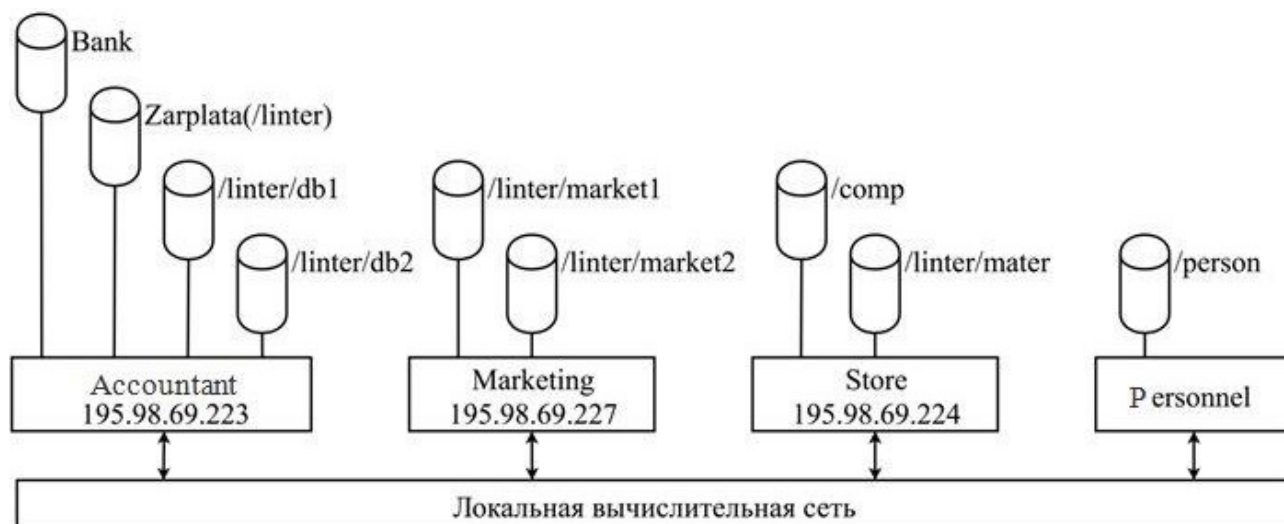 Bank
Zarplata(/linter)
/linter/db1
/linter/db2
/linter/market1
/linter/market2
/comp
/linter/mater
/person
Accountant
195.98.69.223
Marketing
195.98.69.227
Store
195.98.69.224
Personnel
Локальная вычислительная сеть